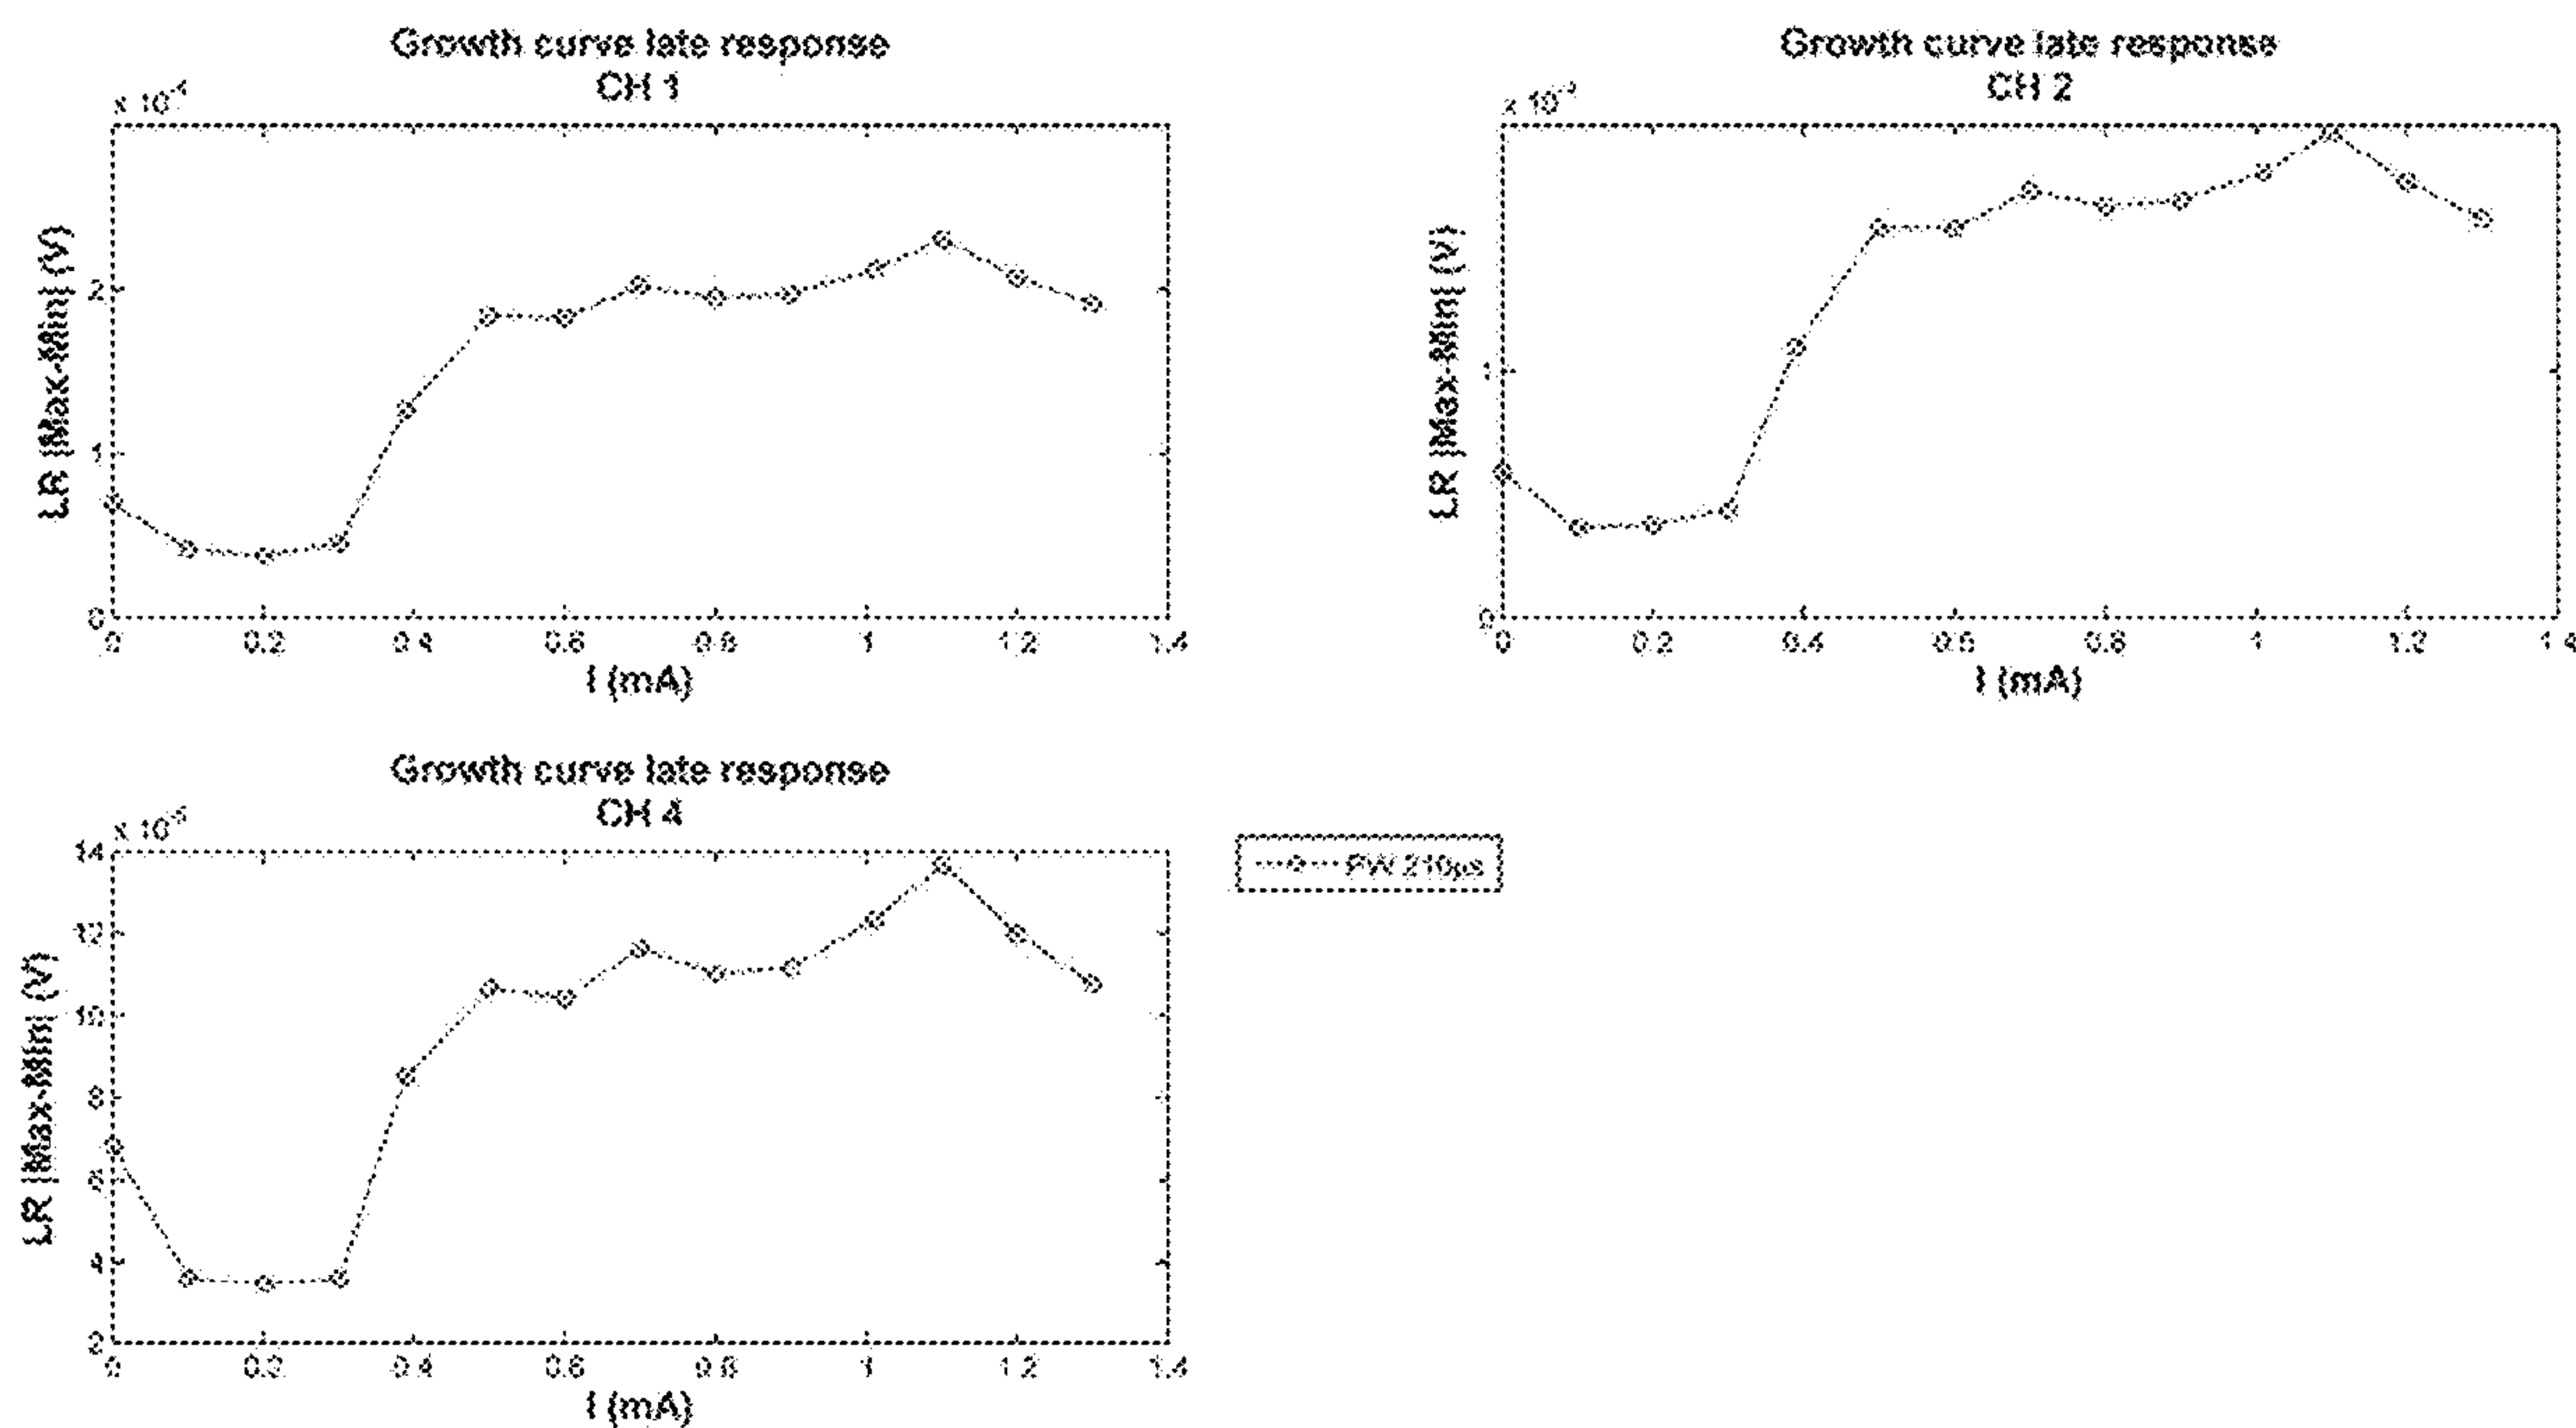 Growth curve late response
CH 1
x 10
LR |Max-Min| (V)
2
1
0
0 0.2 0.4 0.6 0.8 1 1.2 1.4
I (mA)
Growth curve late response
CH 2
x 10
LR |Max-Min| (V)
1
0
0 0.2 0.4 0.6 0.8 1 1.2 1.4
I (mA)
Growth curve late response
CH 4
x 10
LR |Max-Min| (V)
14
12
10
8
6
4
0 0.2 0.4 0.6 0.8 1 1.2 1.4
I (mA)
PW 210µs